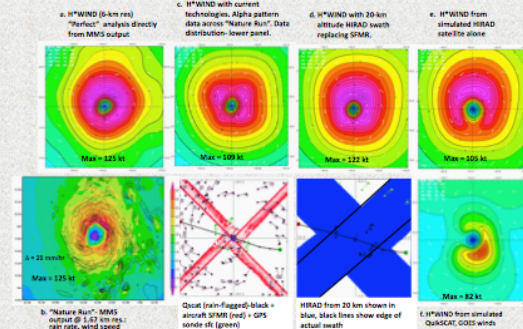 a. H*WIND (6-km res)
"Perfect" analysis directly
from MM5 output
c. H*WIND with current
technologies. Alpha pattern
data across "Nature Run". Data
distribution- lower panel.
d. H*WIND with 20-km
altitude HIRAD swath
replacing SFMR.
e. H*WIND from
simulated HIRAD
satellite alone
Max = 125 kt
Max = 109 kt
Max = 122 kt
Max = 105 kt
Δ = 21 mm/hr
Max = 125 kt
Max = 82 kt
b. "Nature Run"- MM5
output @ 1.67 km res.:
rain rate, wind speed
Qscat (rain-flagged)-black +
aircraft SFMR (red) + GPS
sonde sfc (green)
HIRAD from 20 km shown in
blue, black lines show edge of
actual swath
f. H*WIND from simulated
QuikSCAT, GOES winds